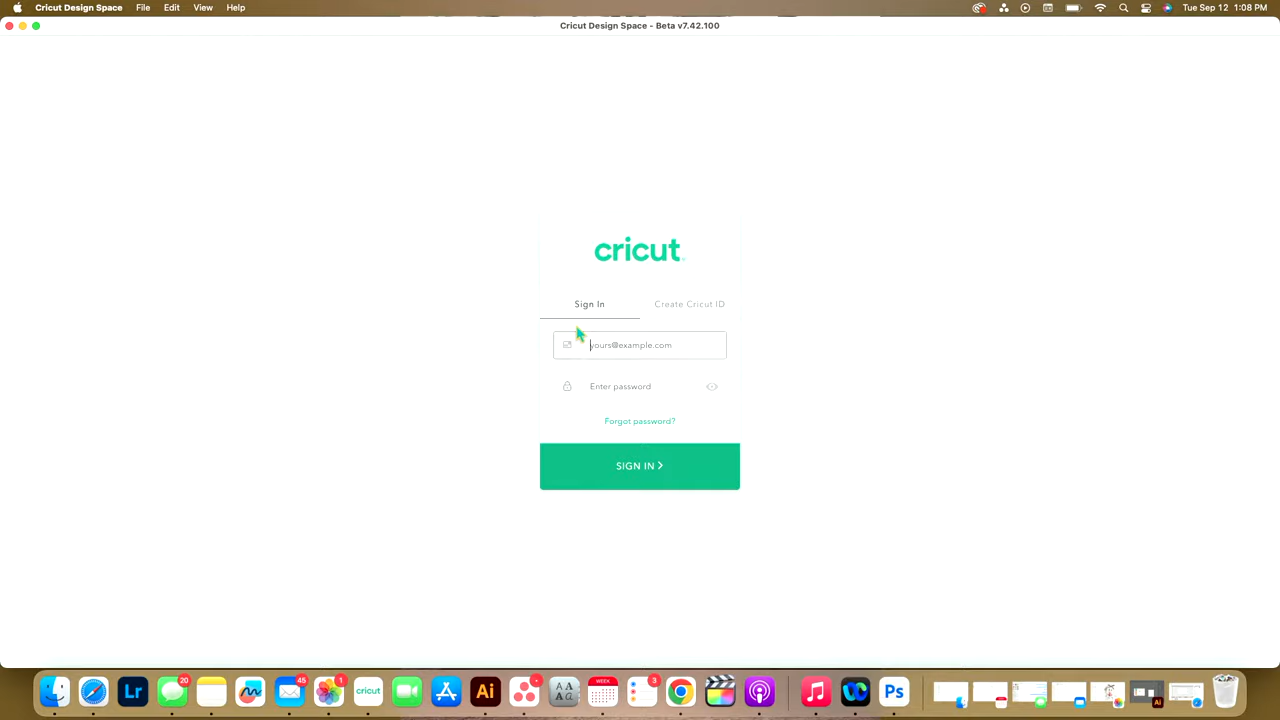 Cricut Design Space File Edit View Help Tue Sep 12 1:08 PM
Cricut Design Space - Beta v7.42.100
cricut
Sign In Create Cricut ID
yours@example.com
Enter password
Forgot password?
SIGN IN >
20 45 1 3
Lr cricut Ai WEEK Ps